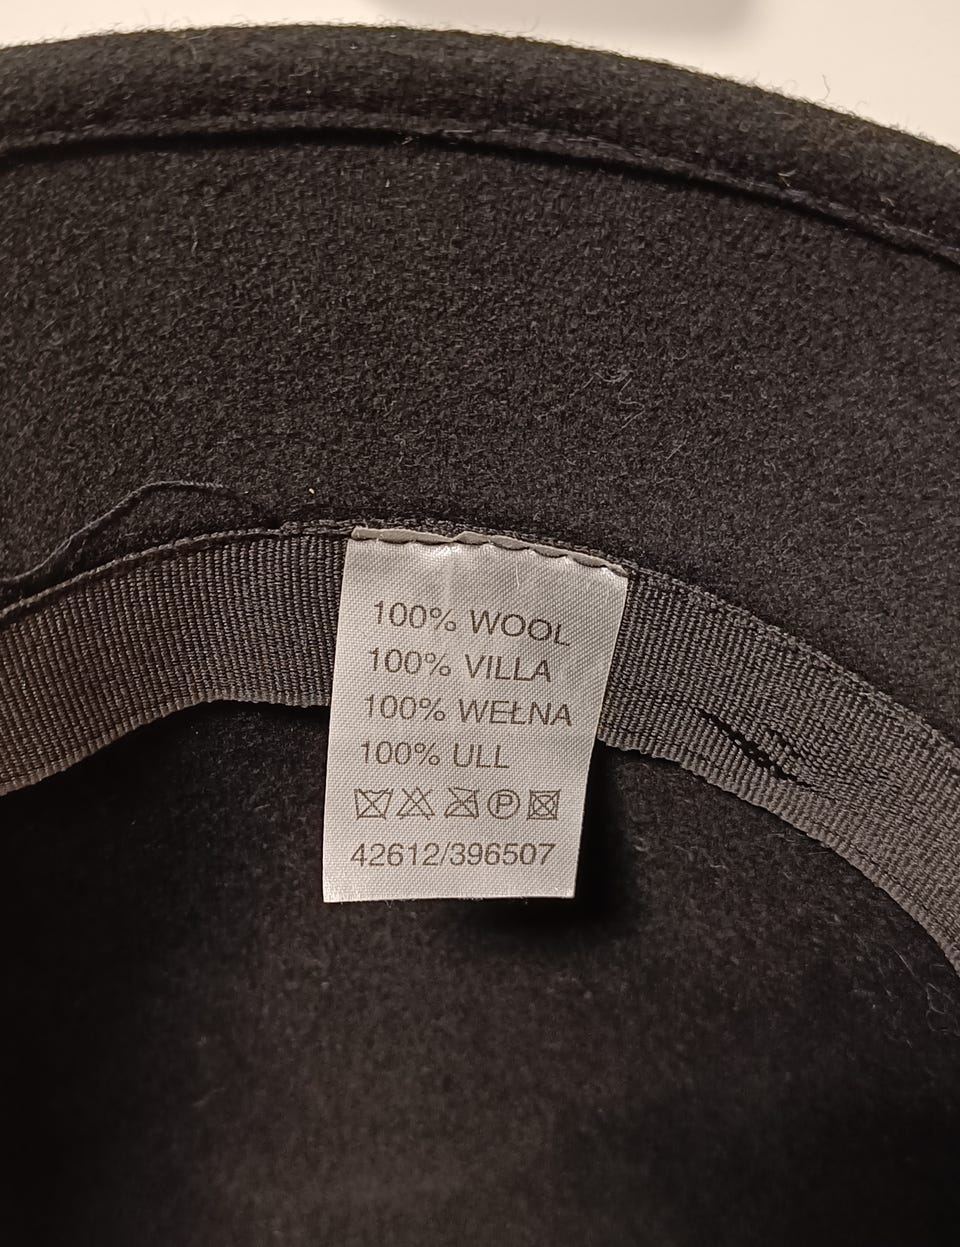 100% WOOL
100% VILLA
100% WEŁNA
100% ULL
P
42612/396507